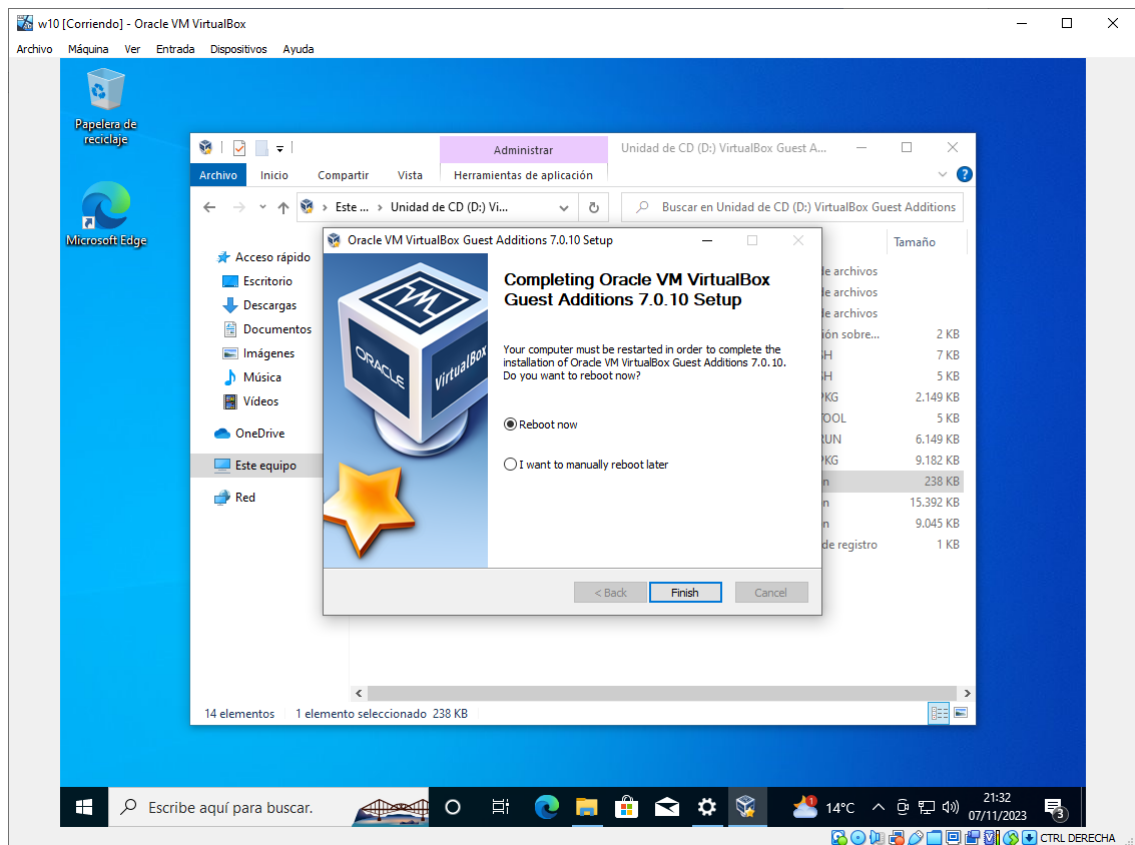 w10 [Corriendo] - Oracle VM VirtualBox
Archivo Máquina Ver Entrada Dispositivos Ayuda
Papelera de
reciclaje
Microsoft Edge
Administrar
Unidad de CD (D:) VirtualBox Guest A...
Archivo Inicio Compartir Vista Herramientas de aplicación
Este ... › Unidad de CD (D:) Vi...
Buscar en Unidad de CD (D:) VirtualBox Guest Additions
Acceso rápido
Escritorio
Descargas
Documentos
Imágenes
Música
Vídeos
OneDrive
Este equipo
Red
Oracle VM VirtualBox Guest Additions 7.0.10 Setup
ORACLE
VirtualBox
Completing Oracle VM VirtualBox
Guest Additions 7.0.10 Setup
Your computer must be restarted in order to complete the
installation of Oracle VM VirtualBox Guest Additions 7.0.10.
Do you want to reboot now?
Reboot now
I want to manually reboot later
< Back Finish Cancel
Tamaño
de archivos
de archivos
de archivos
ión sobre... 2 KB
H 7 KB
H 5 KB
KG 2.149 KB
OOL 5 KB
UN 6.149 KB
KG 9.182 KB
n 238 KB
n 15.392 KB
n 9.045 KB
de registro 1 KB
14 elementos 1 elemento seleccionado 238 KB
Escribe aquí para buscar.
14°C
21:32
07/11/2023
3
CTRL DERECHA